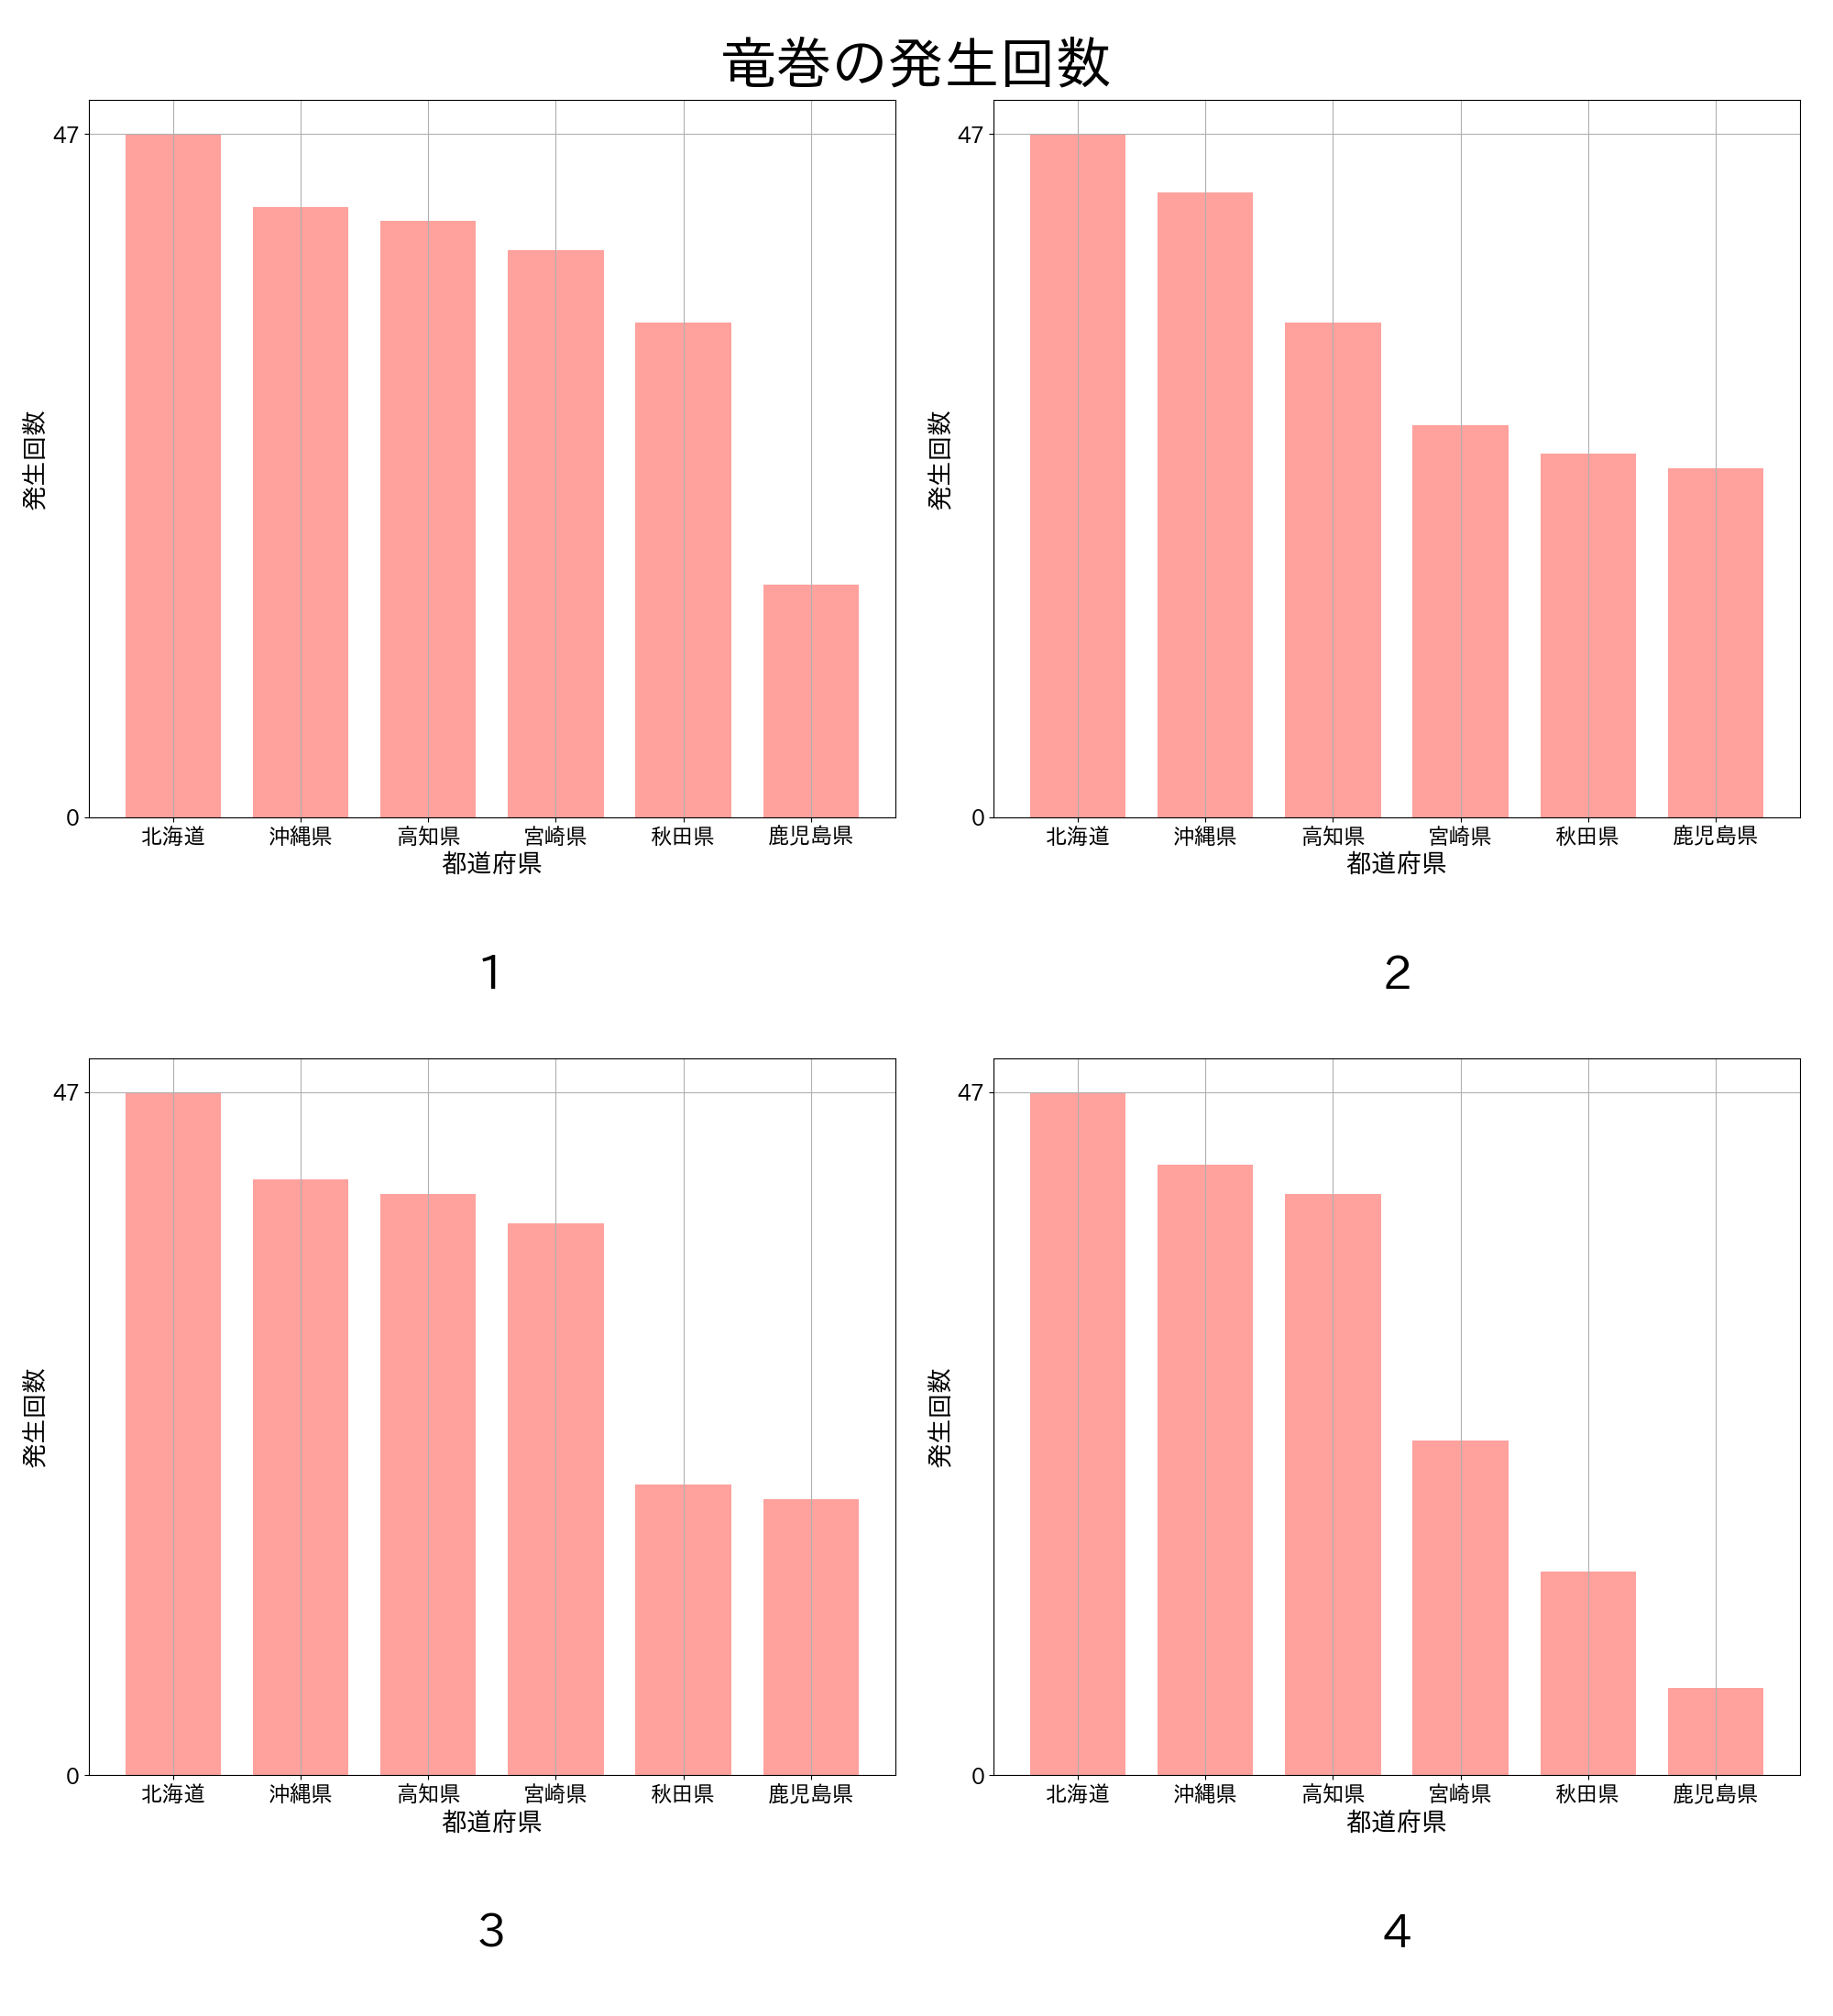 竜巻の発生回数
47
0
発生回数
北海道 沖縄県 高知県 宮崎県 秋田県 鹿児島県
都道府県
1
47
0
発生回数
北海道 沖縄県 高知県 宮崎県 秋田県 鹿児島県
都道府県
2
47
0
発生回数
北海道 沖縄県 高知県 宮崎県 秋田県 鹿児島県
都道府県
3
47
0
発生回数
北海道 沖縄県 高知県 宮崎県 秋田県 鹿児島県
都道府県
4